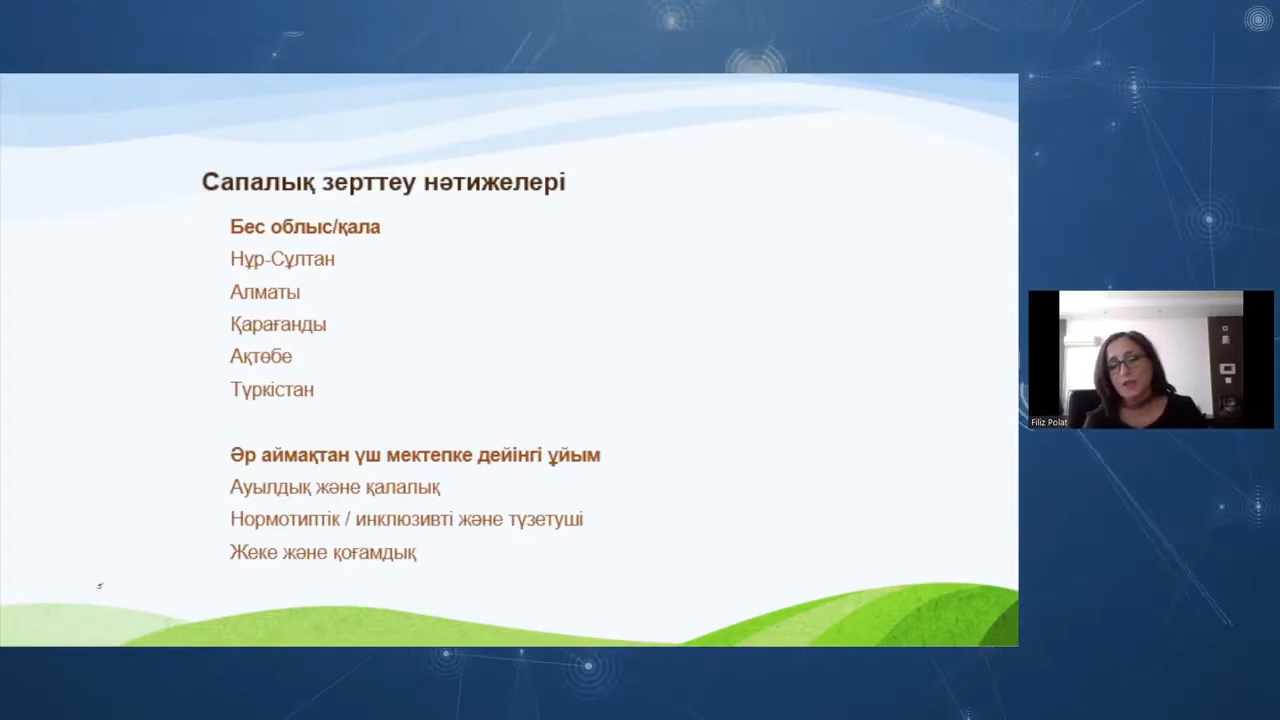 Сапалық зерттеу нәтижелері
Бес облыс/қала
Нұр-Сұлтан
Алматы
Қарағанды
Ақтөбе
Түркістан
Әр аймақтан үш мектепке дейінгі ұйым
Ауылдық және қалалық
Нормотиптік / инклюзивті және түзетуші
Жеке және қоғамдық
5
Filiz Polat